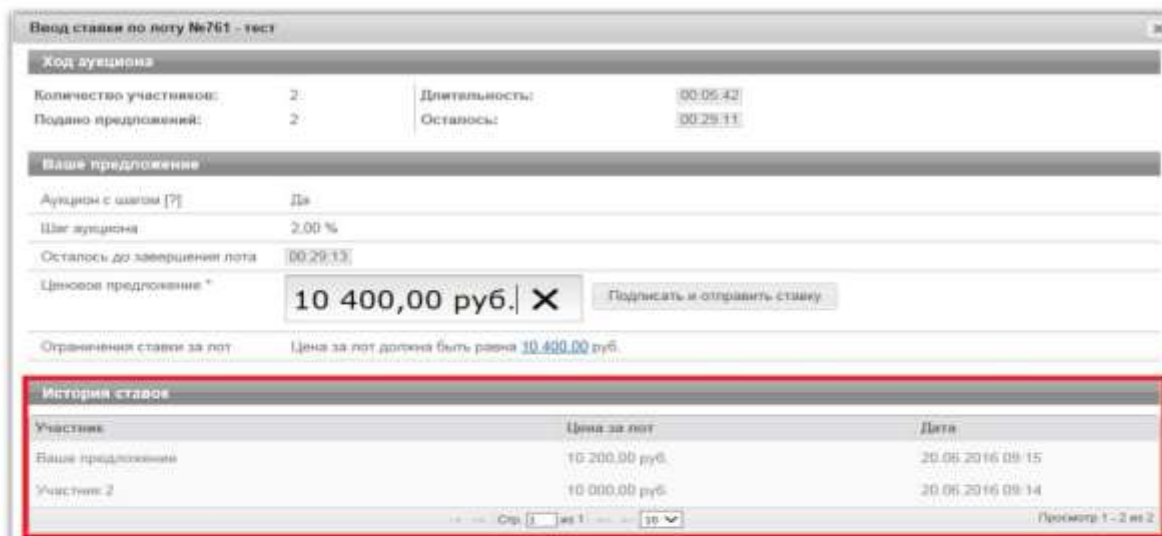 Ввод ставки по лоту №761 - тест
Ход аукциона
Количество участников: 2 Длительность: 00:05:42
Подано предложений: 2 Осталось: 00:29:11
Ваше предложение
Аукцион с шагом [?] Да
Шаг аукциона 2,00 %
Осталось до завершения лота 00:29:13
Ценовое предложение * 10 400,00 руб. Подписать и отправить ставку
Ограничения ставки за лот Цена за лот должна быть равна 10 400,00 руб.
История ставок
Участник Цена за лот Дата
Ваше предложение 10 200,00 руб. 20.06.2016 09:15
Участник 2 10 000,00 руб. 20.06.2016 09:14
Стр. 1 из 1 10 Просмотр 1 - 2 из 2